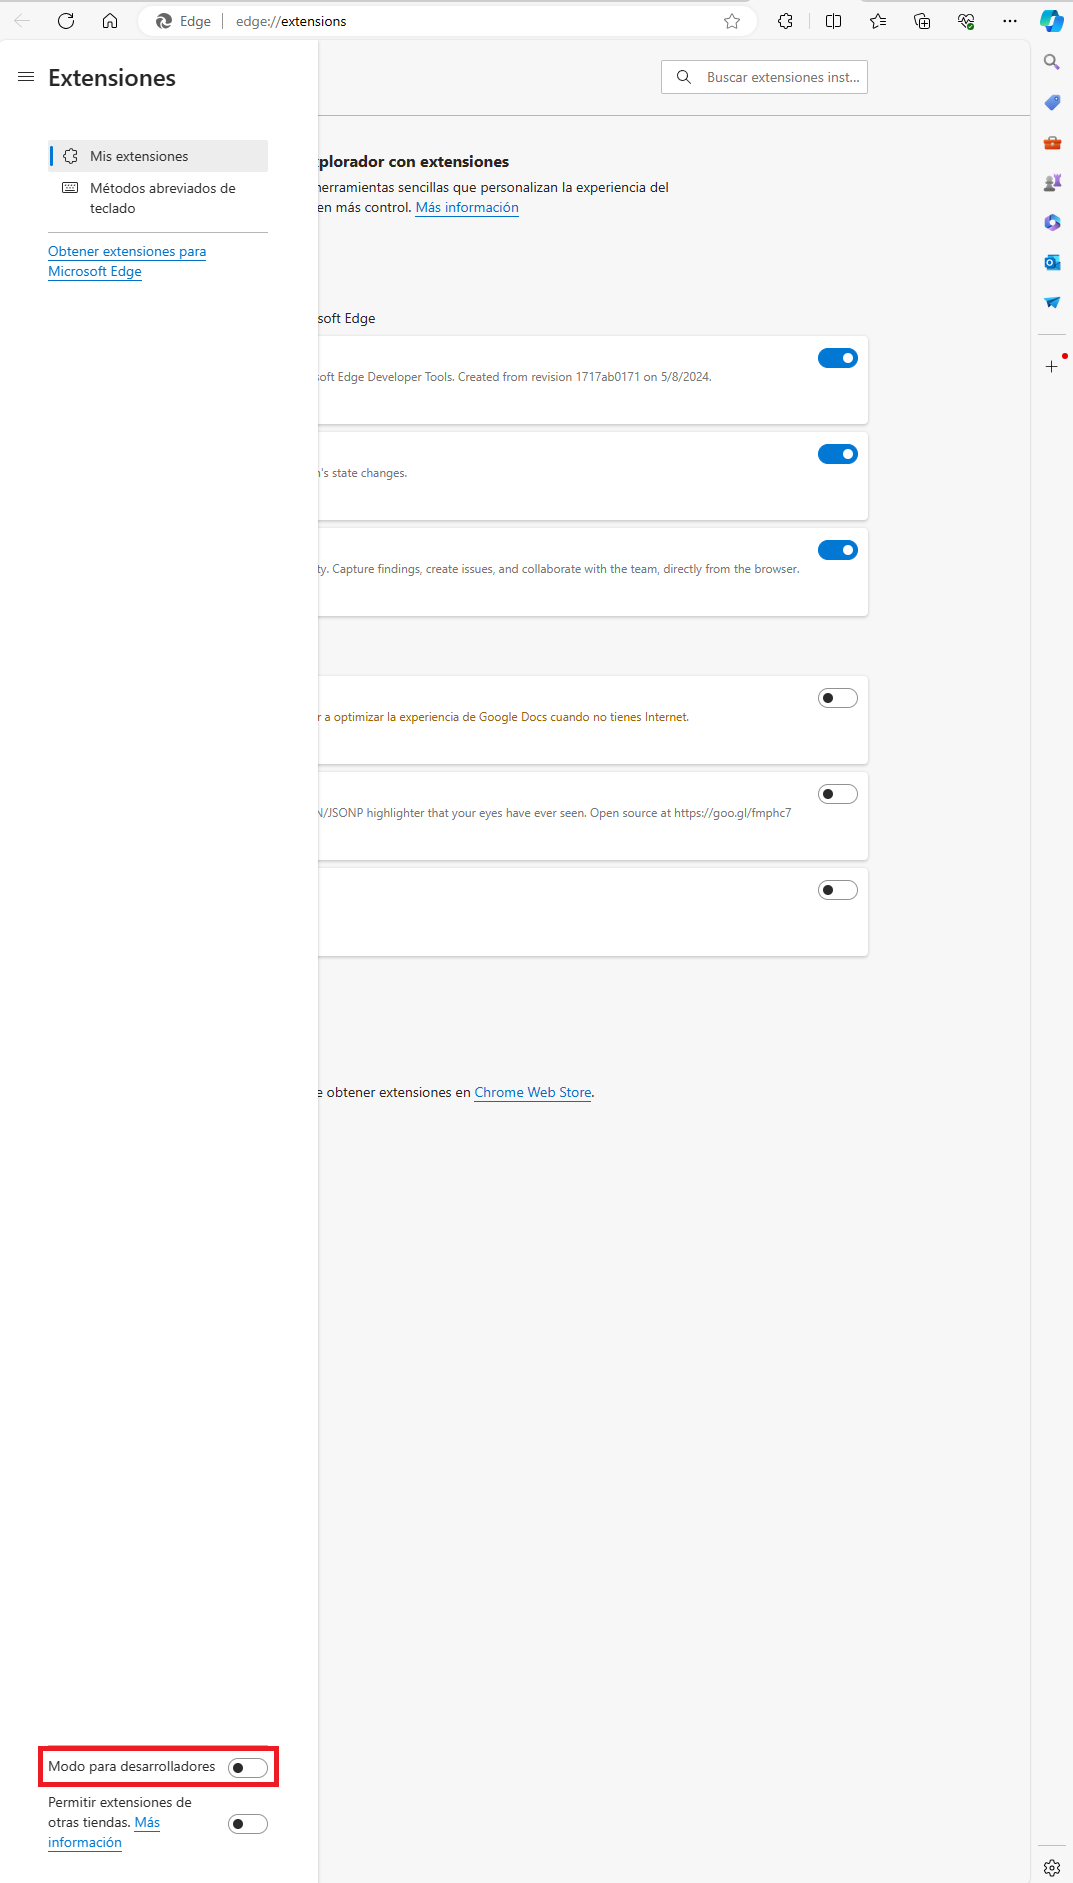 Edge
edge://extensions
Extensiones
Buscar extensiones inst...
Mis extensiones
Métodos abreviados de
teclado
Obtener extensiones para
Microsoft Edge
plorador con extensiones
erramientas sencillas que personalizan la experiencia del
en más control. Más información
soft Edge
soft Edge Developer Tools. Created from revision 1717ab0171 on 5/8/2024.
's state changes.
ty. Capture findings, create issues, and collaborate with the team, directly from the browser.
r a optimizar la experiencia de Google Docs cuando no tienes Internet.
N/JSONP highlighter that your eyes have ever seen. Open source at https://goo.gl/fmphc7
e obtener extensiones en Chrome Web Store.
Modo para desarrolladores
Permitir extensiones de
otras tiendas. Más
información